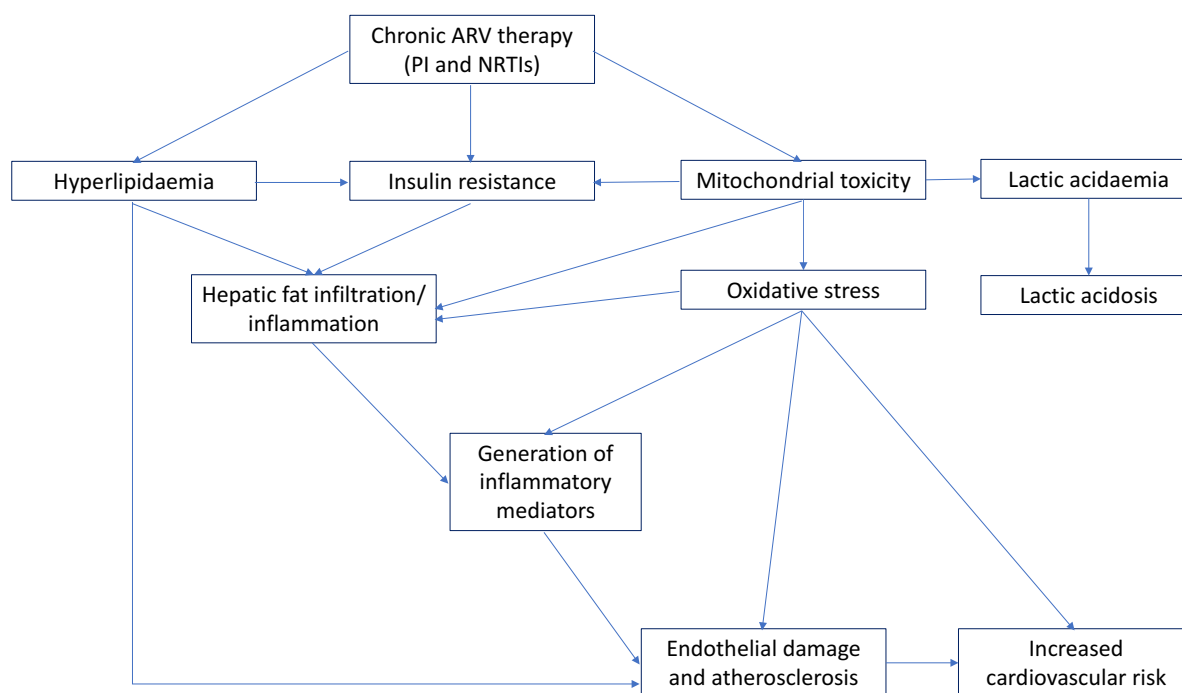 Chronic ARV therapy
(PI and NRTIs)
Hyperlipidaemia
Insulin resistance
Mitochondrial toxicity
Lactic acidaemia
Hepatic fat infiltration/
inflammation
Oxidative stress
Lactic acidosis
Generation of
inflammatory
mediators
Endothelial damage
and atherosclerosis
Increased
cardiovascular risk